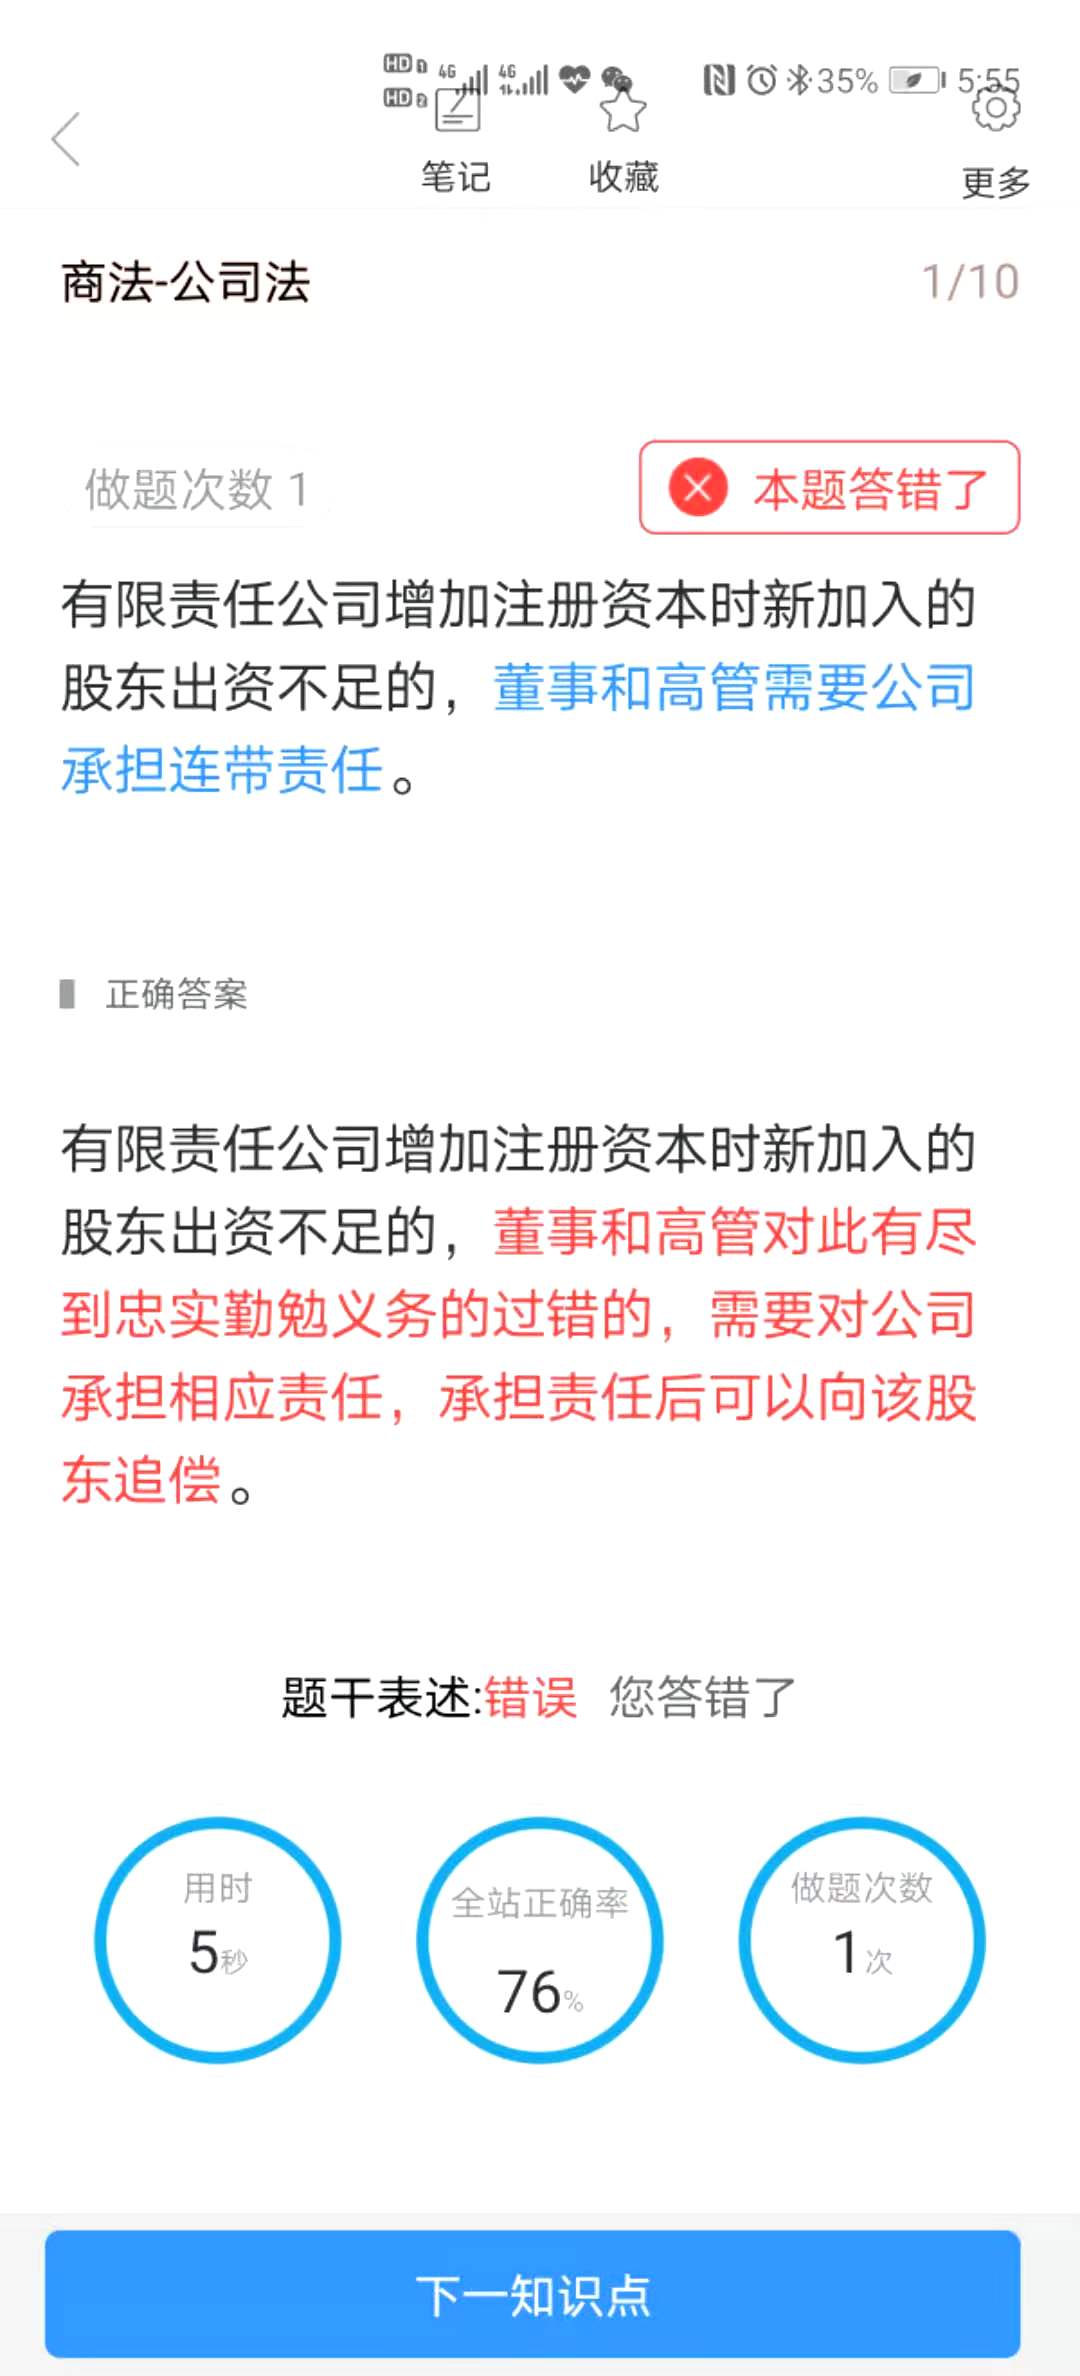 HD 1 4G 4G 35% 5:55
HD 2
笔记 收藏 更多
商法-公司法 1/10
做题次数 1 本题答错了
有限责任公司增加注册资本时新加入的
股东出资不足的，董事和高管需要公司
承担连带责任。
正确答案
有限责任公司增加注册资本时新加入的
股东出资不足的，董事和高管对此有尽
到忠实勤勉义务的过错的，需要对公司
承担相应责任，承担责任后可以向该股
东追偿。
题干表述:错误 您答错了
用时 全站正确率 做题次数
5秒 76% 1次
下一知识点